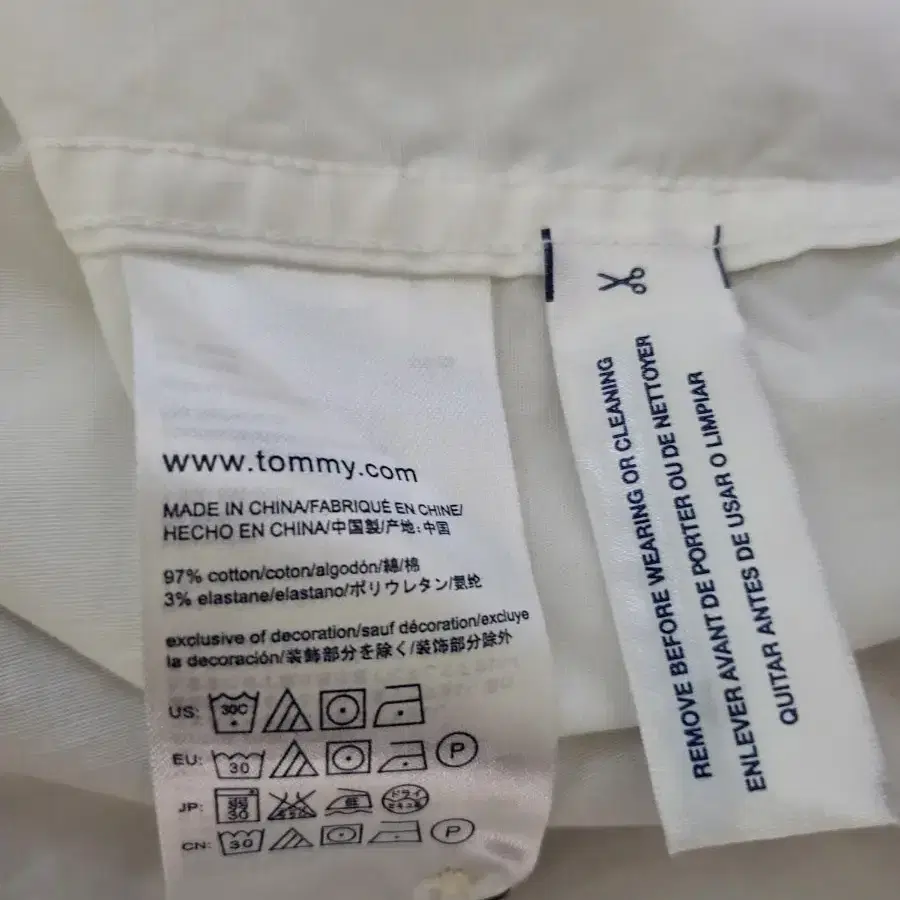 www.tommy.com
MADE IN CHINA/FABRIQUÉ EN CHINE/
HECHO EN CHINA/中国製/产地:中国
97% cotton/coton/algodón/綿/棉
3% elastane/elastano/ポリウレタン/氨纶
exclusive of decoration/sauf décoration/excluye
la decoración/装飾部分を除く/装饰部分除外
US: 30C
EU: 30 P
JP: 弱 30 ドライ
CN: 30 P
REMOVE BEFORE WEARING OR CLEANING
ENLEVER AVANT DE PORTER OU DE NETTOYER
QUITAR ANTES DE USAR O LIMPIAR